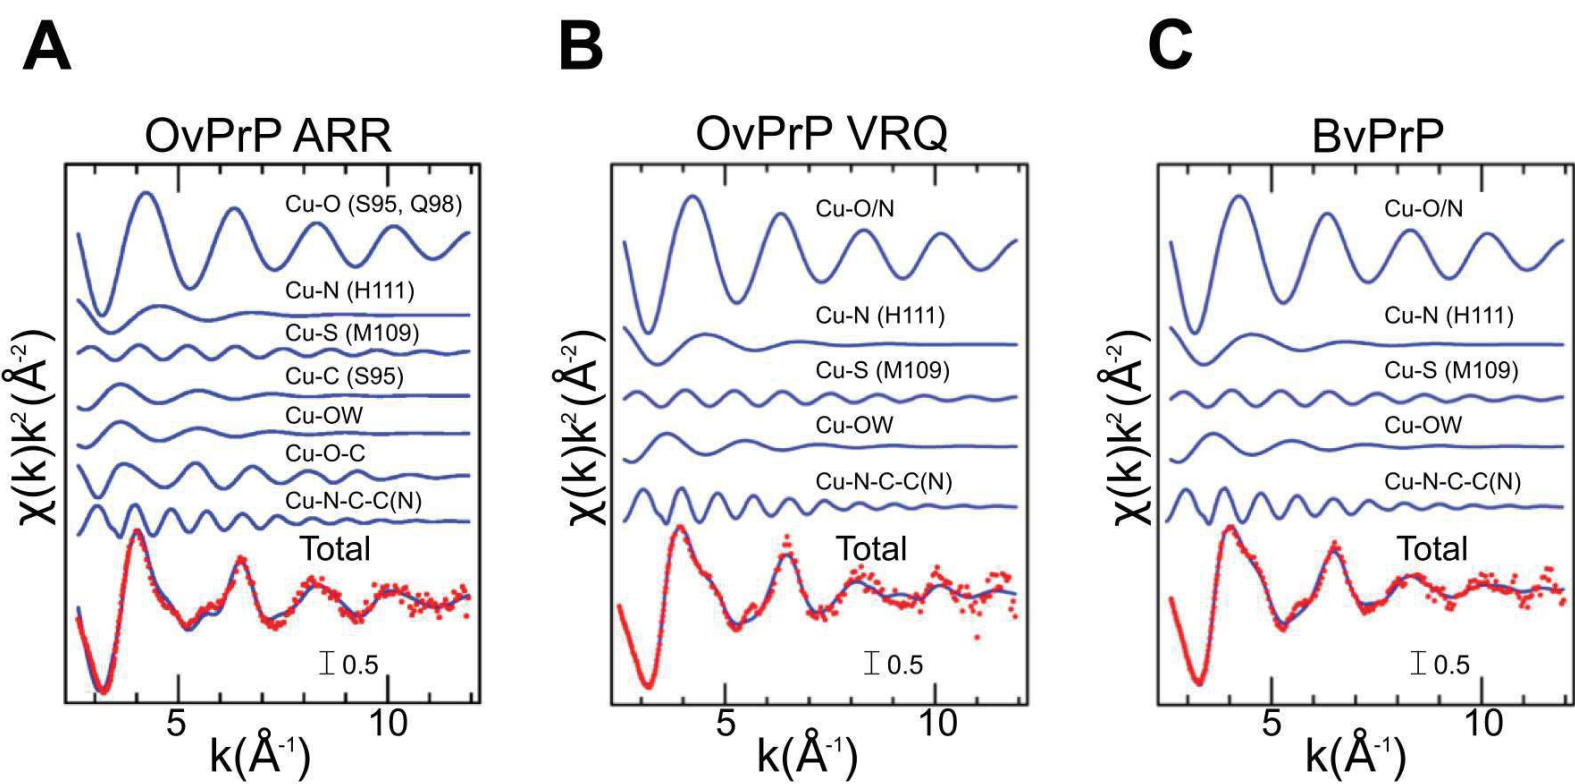 A
B
C
OvPrP ARR
OvPrP VRQ
BvPrP
χ(k)k² (Å⁻²)
Cu-O (S95, Q98)
Cu-N (H111)
Cu-S (M109)
Cu-C (S95)
Cu-OW
Cu-O-C
Cu-N-C-C(N)
Total
0.5
5
10
k(Å⁻¹)
χ(k)k² (Å⁻²)
Cu-O/N
Cu-N (H111)
Cu-S (M109)
Cu-OW
Cu-N-C-C(N)
Total
0.5
5
10
k(Å⁻¹)
χ(k)k² (Å⁻²)
Cu-O/N
Cu-N (H111)
Cu-S (M109)
Cu-OW
Cu-N-C-C(N)
Total
0.5
5
10
k(Å⁻¹)